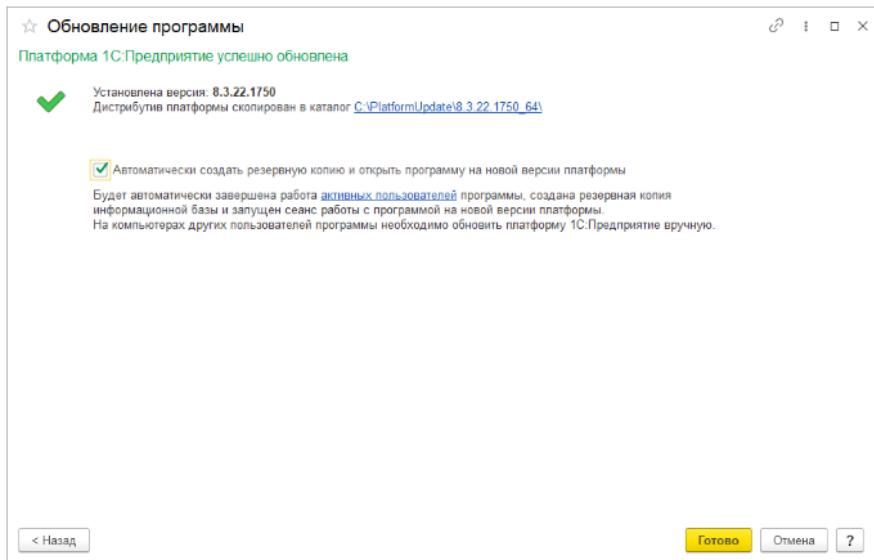 Обновление программы
Платформа 1С:Предприятие успешно обновлена
Установлена версия: 8.3.22.1750
Дистрибутив платформы скопирован в каталог C:\PlatformUpdate\8.3.22.1750_64\
Автоматически создать резервную копию и открыть программу на новой версии платформы
Будет автоматически завершена работа активных пользователей программы, создана резервная копия
информационной базы и запущен сеанс работы с программой на новой версии платформы.
На компьютерах других пользователей программы необходимо обновить платформу 1С:Предприятие вручную.
< Назад Готово Отмена ?